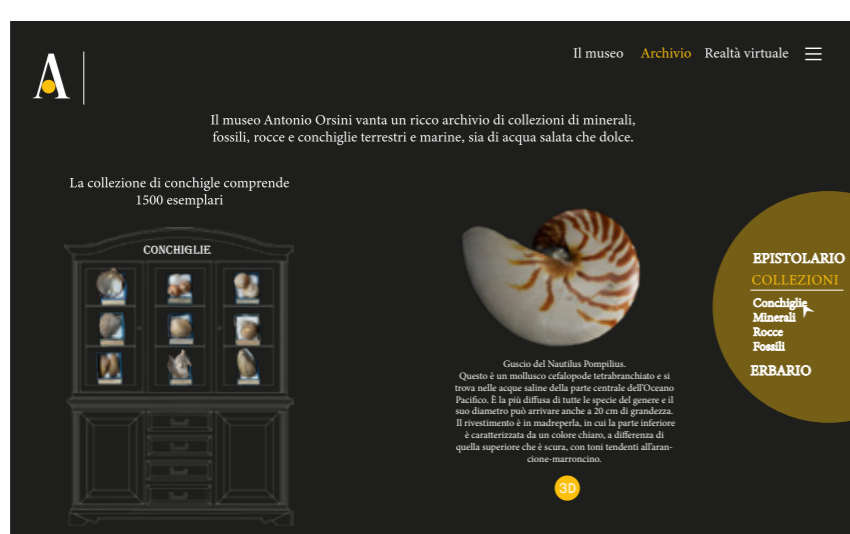 A
Il museo Archivio Realtà virtuale
Il museo Antonio Orsini vanta un ricco archivio di collezioni di minerali,
fossili, rocce e conchiglie terrestri e marine, sia di acqua salata che dolce.
La collezione di conchigle comprende
1500 esemplari
CONCHIGLIE
Guscio del Nautilus Pompilius.
Questo è un mollusco cefalopode tetrabranchiato e si
trova nelle acque saline della parte centrale dell'Oceano
Pacifico. È la più diffusa di tutte le specie del genere e il
suo diametro può arrivare anche a 20 cm di grandezza.
Il rivestimento è in madreperla, in cui la parte inferiore
è caratterizzata da un colore chiaro, a differenza di
quella superiore che è scura, con toni tendenti all'aran-
cione-marroncino.
3D
EPISTOLARIO
COLLEZIONI
Conchiglie
Minerali
Rocce
Fossili
ERBARIO